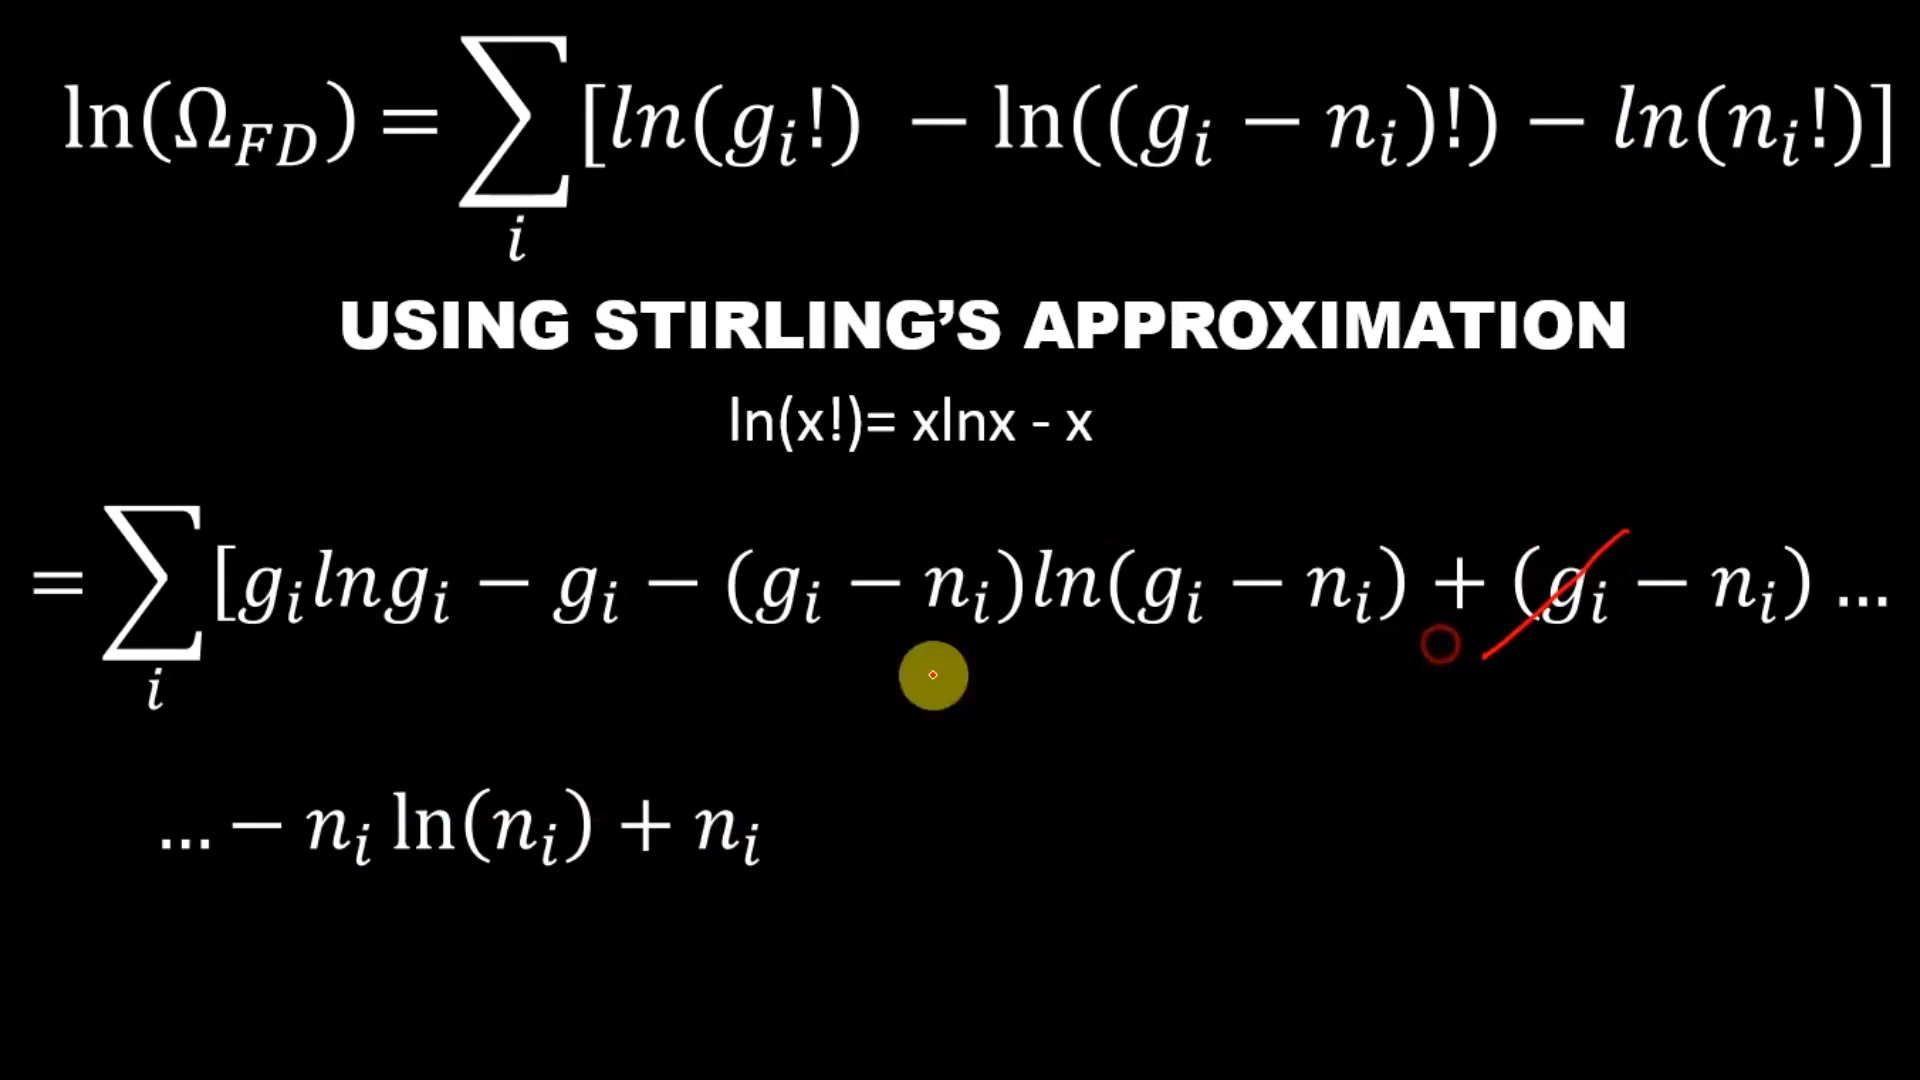 ln(Ω_FD) = ∑_i [ln(g_i!) − ln((g_i − n_i)!) − ln(n_i!)]
USING STIRLING’S APPROXIMATION
ln(x!)= xlnx - x
= ∑_i [g_i ln g_i − g_i − (g_i − n_i)ln(g_i − n_i) + (g_i − n_i) ...
... − n_i ln(n_i) + n_i